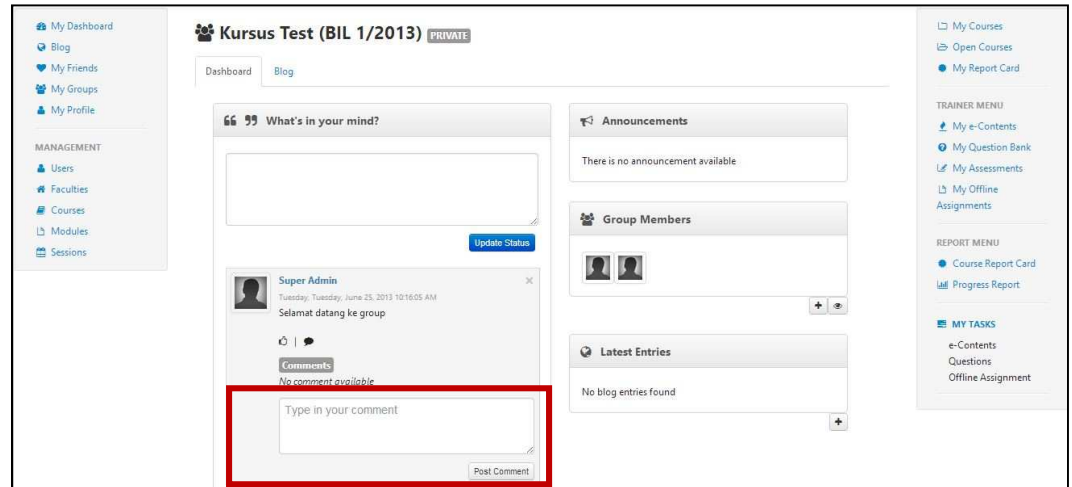 My Dashboard
Blog
My Friends
My Groups
My Profile
MANAGEMENT
Users
Faculties
Courses
Modules
Sessions
Kursus Test (BIL 1/2013) PRIVATE
Dashboard Blog
What's in your mind?
Update Status
Super Admin
Tuesday, Tuesday, June 25, 2013 10:16:05 AM
Selamat datang ke group
|
Comments
No comment available
Type in your comment
Post Comment
Announcements
There is no announcement available
Group Members
Latest Entries
No blog entries found
My Courses
Open Courses
My Report Card
TRAINER MENU
My e-Contents
My Question Bank
My Assessments
My Offline
Assignments
REPORT MENU
Course Report Card
Progress Report
MY TASKS
e-Contents
Questions
Offline Assignment